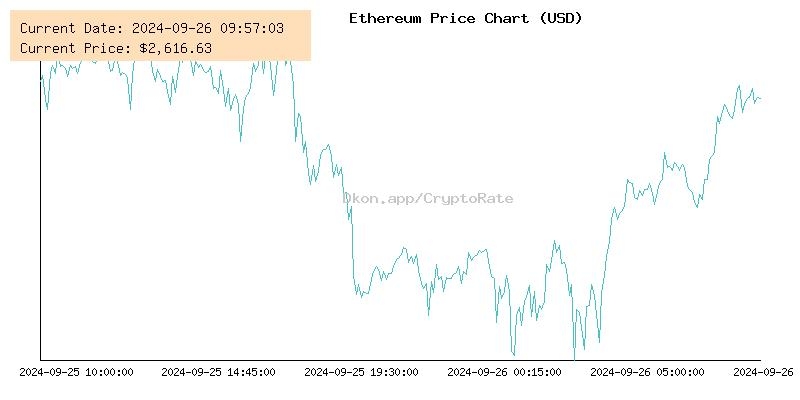 Ethereum Price Chart (USD)
Current Date: 2024-09-26 09:57:03
Current Price: $2,616.63
Dkon.app/CryptoRate
2024-09-25 10:00:00 2024-09-25 14:45:00 2024-09-25 19:30:00 2024-09-26 00:15:00 2024-09-26 05:00:00 2024-09-26